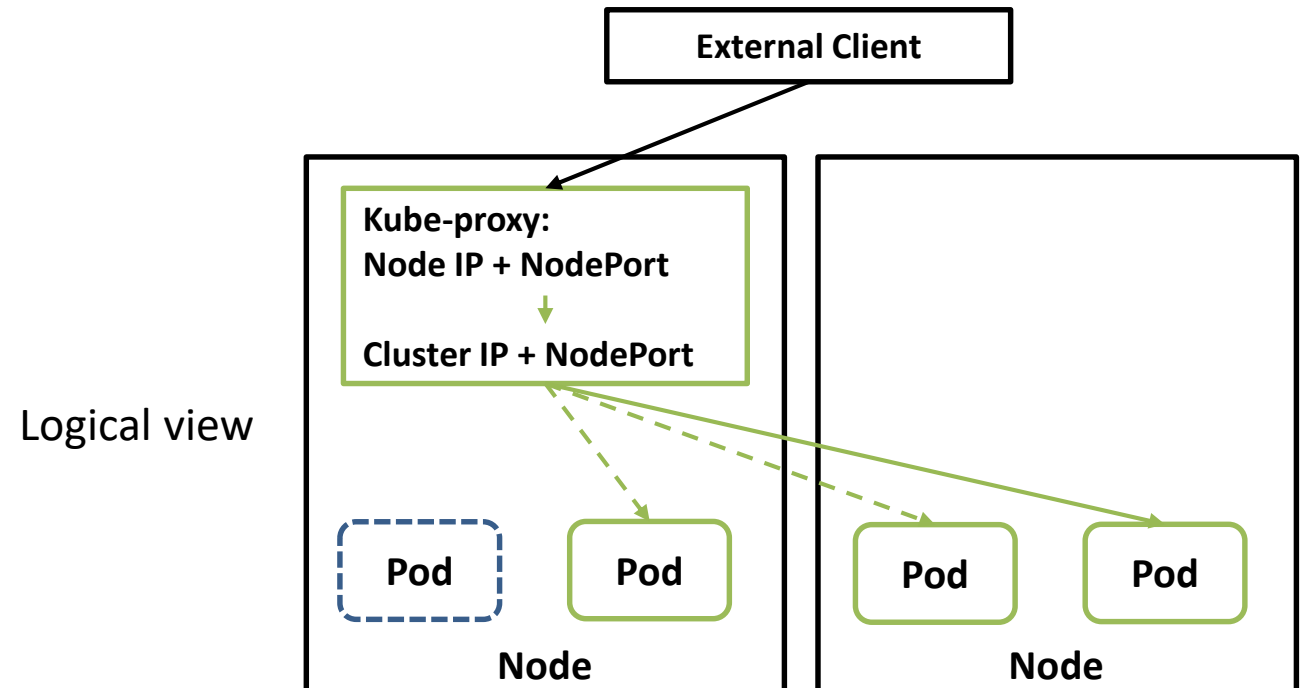 External Client
Kube-proxy:
Node IP + NodePort
Cluster IP + NodePort
Logical view
Pod
Pod
Pod
Pod
Node
Node